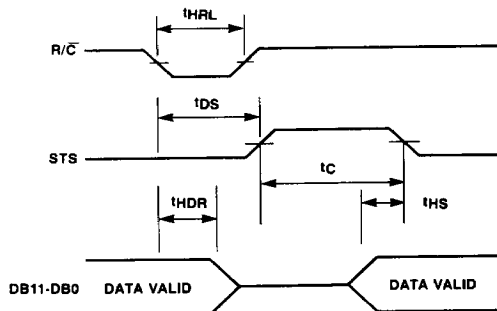 tHRL
R/C̅
tDS
STS
tC
tHDR
tHS
DB11-DB0 DATA VALID DATA VALID